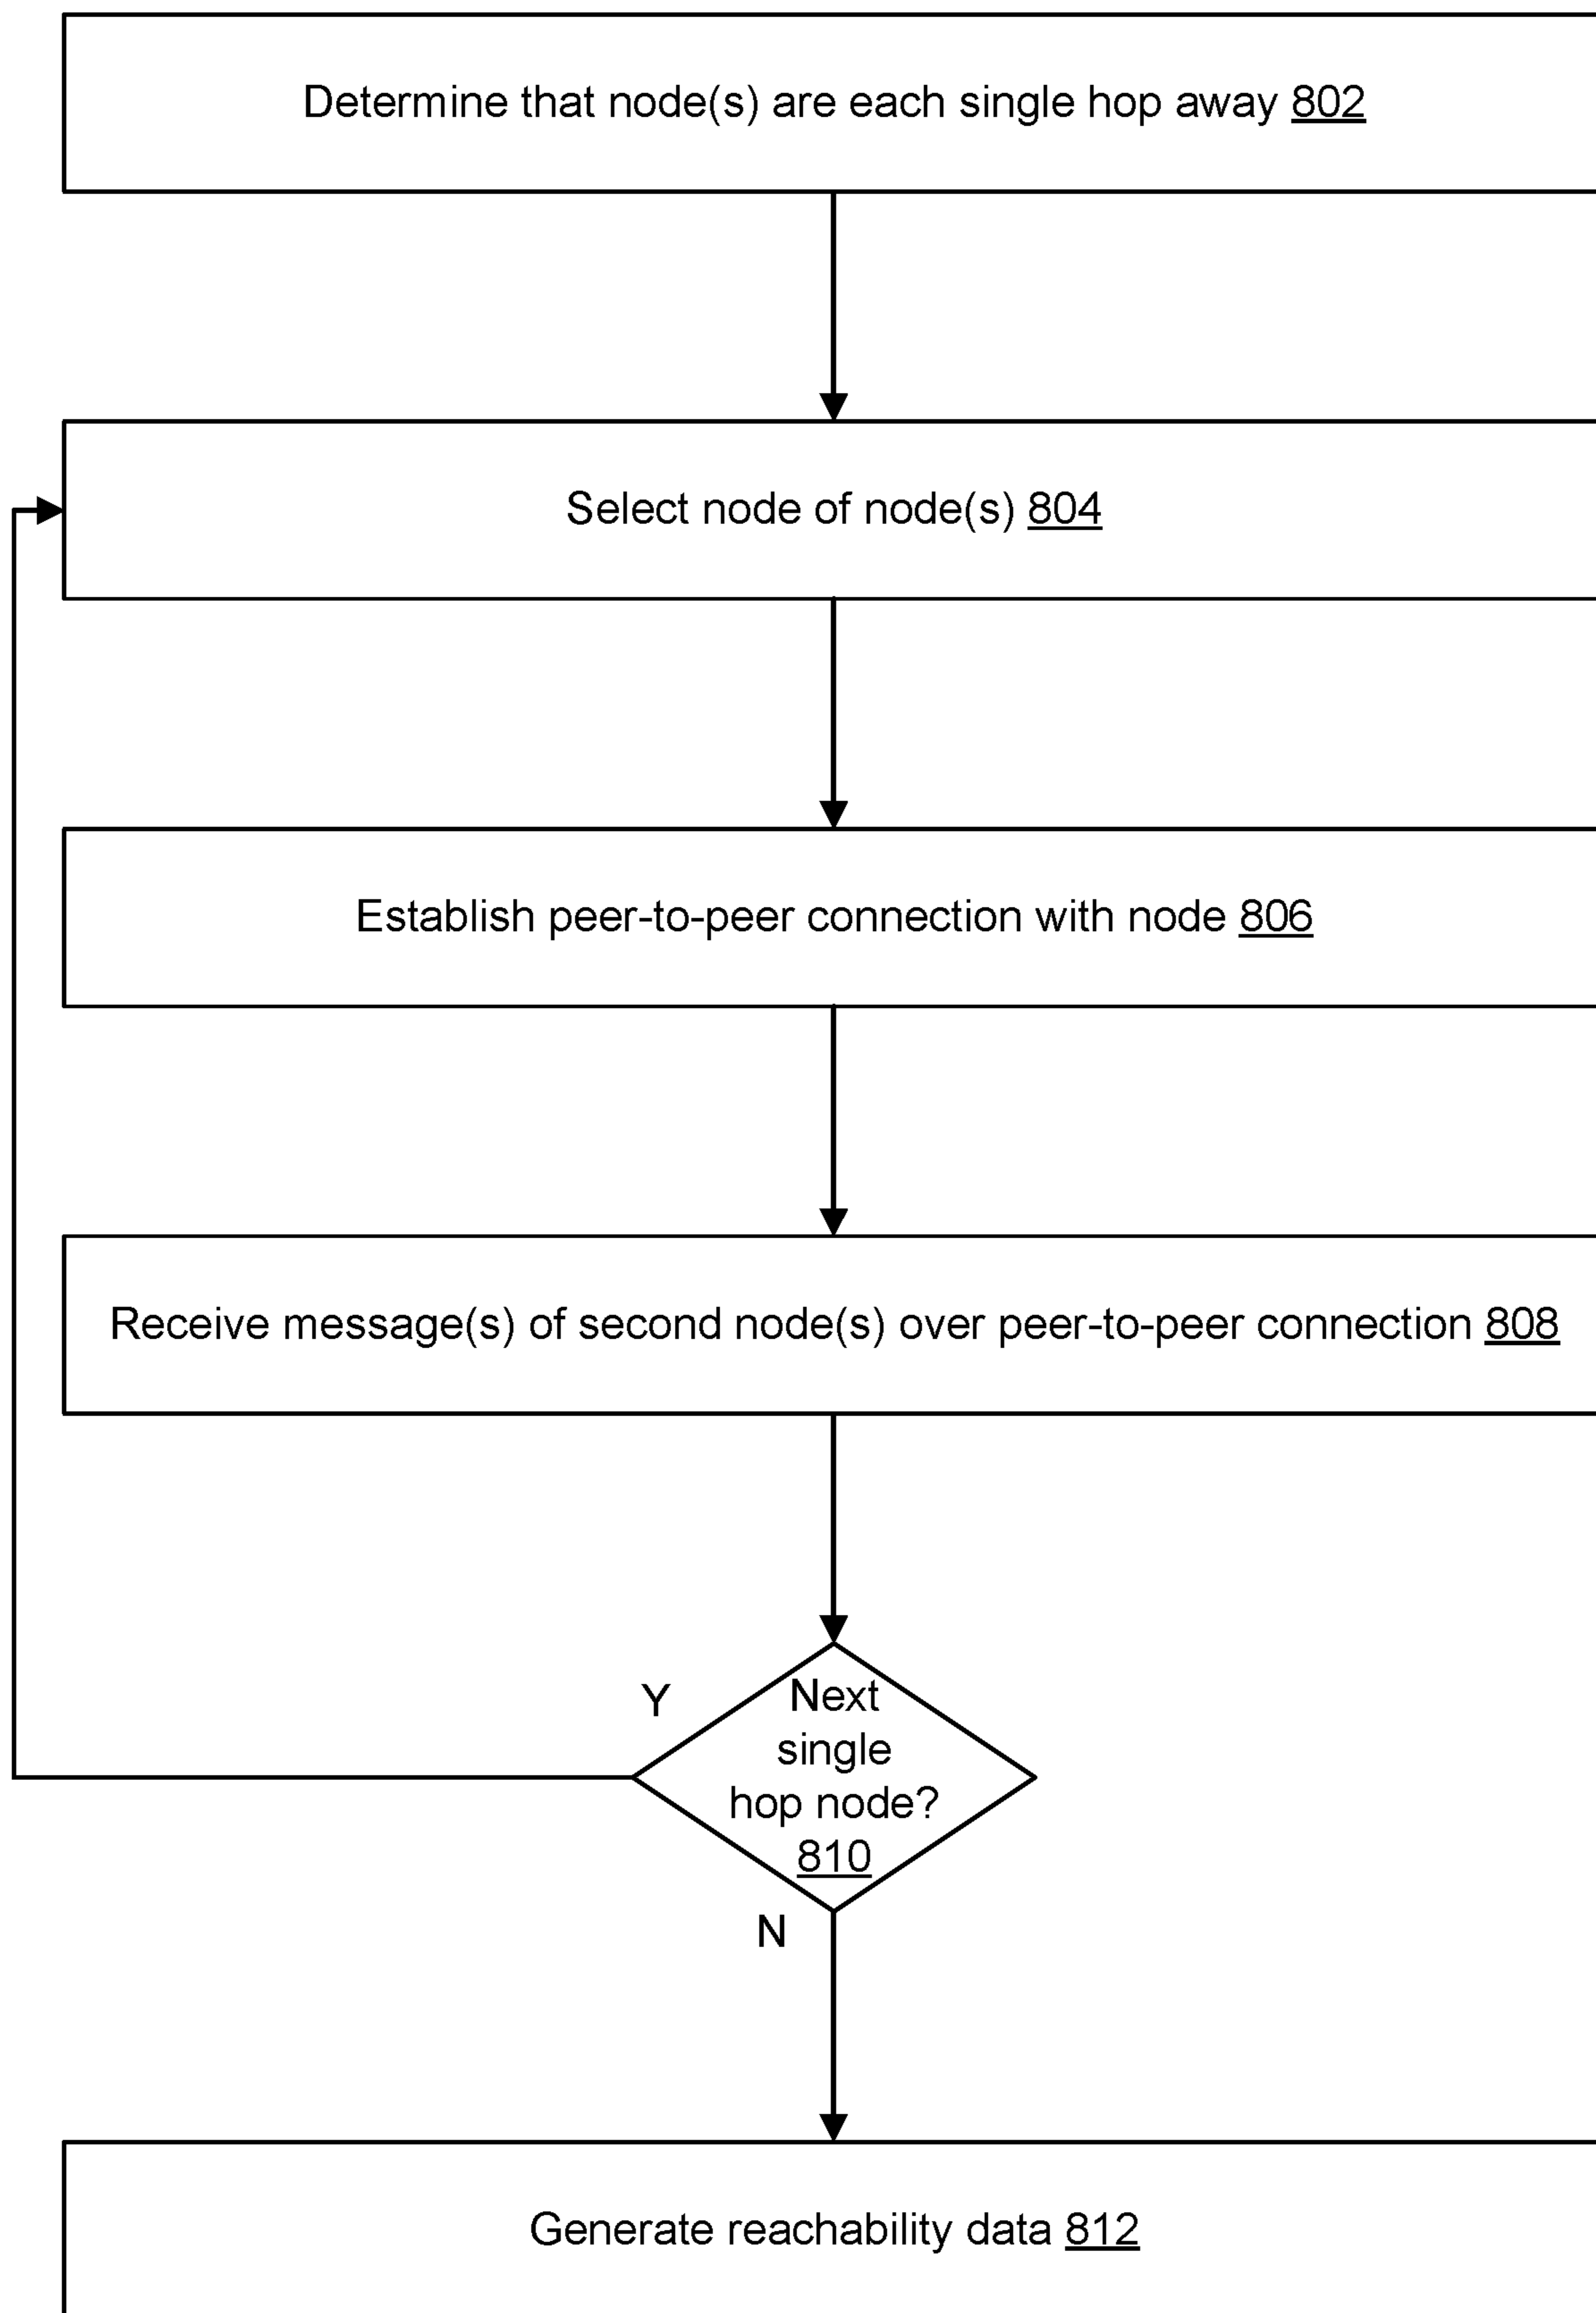 Determine that node(s) are each single hop away 802
Select node of node(s) 804
Establish peer-to-peer connection with node 806
Receive message(s) of second node(s) over peer-to-peer connection 808
Y
Next
single
hop node?
810
N
Generate reachability data 812